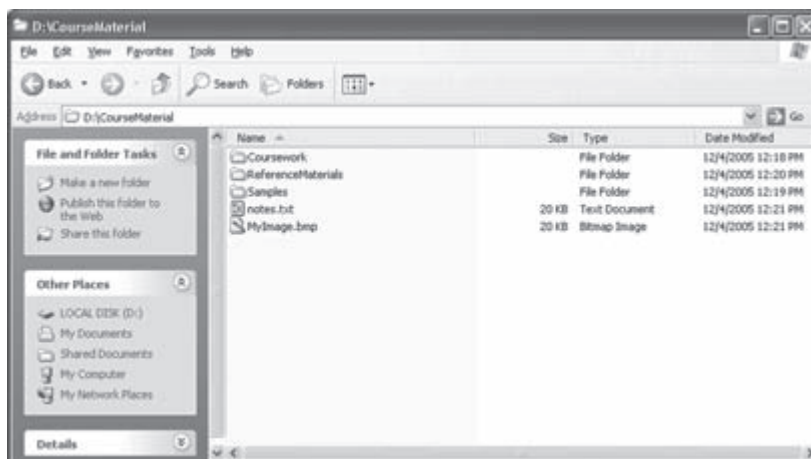 D:\CourseMaterial
File Edit View Favorites Tools Help
Back Search Folders
Address D:\CourseMaterial Go
File and Folder Tasks
Make a new folder
Publish this folder to
the Web
Share this folder
Other Places
LOCAL DISK (D:)
My Documents
Shared Documents
My Computer
My Network Places
Details
Name Size Type Date Modified
Coursework File Folder 12/4/2005 12:18 PM
ReferenceMaterials File Folder 12/4/2005 12:20 PM
Samples File Folder 12/4/2005 12:19 PM
notes.txt 20 KB Text Document 12/4/2005 12:21 PM
MyImage.bmp 20 KB Bitmap Image 12/4/2005 12:21 PM